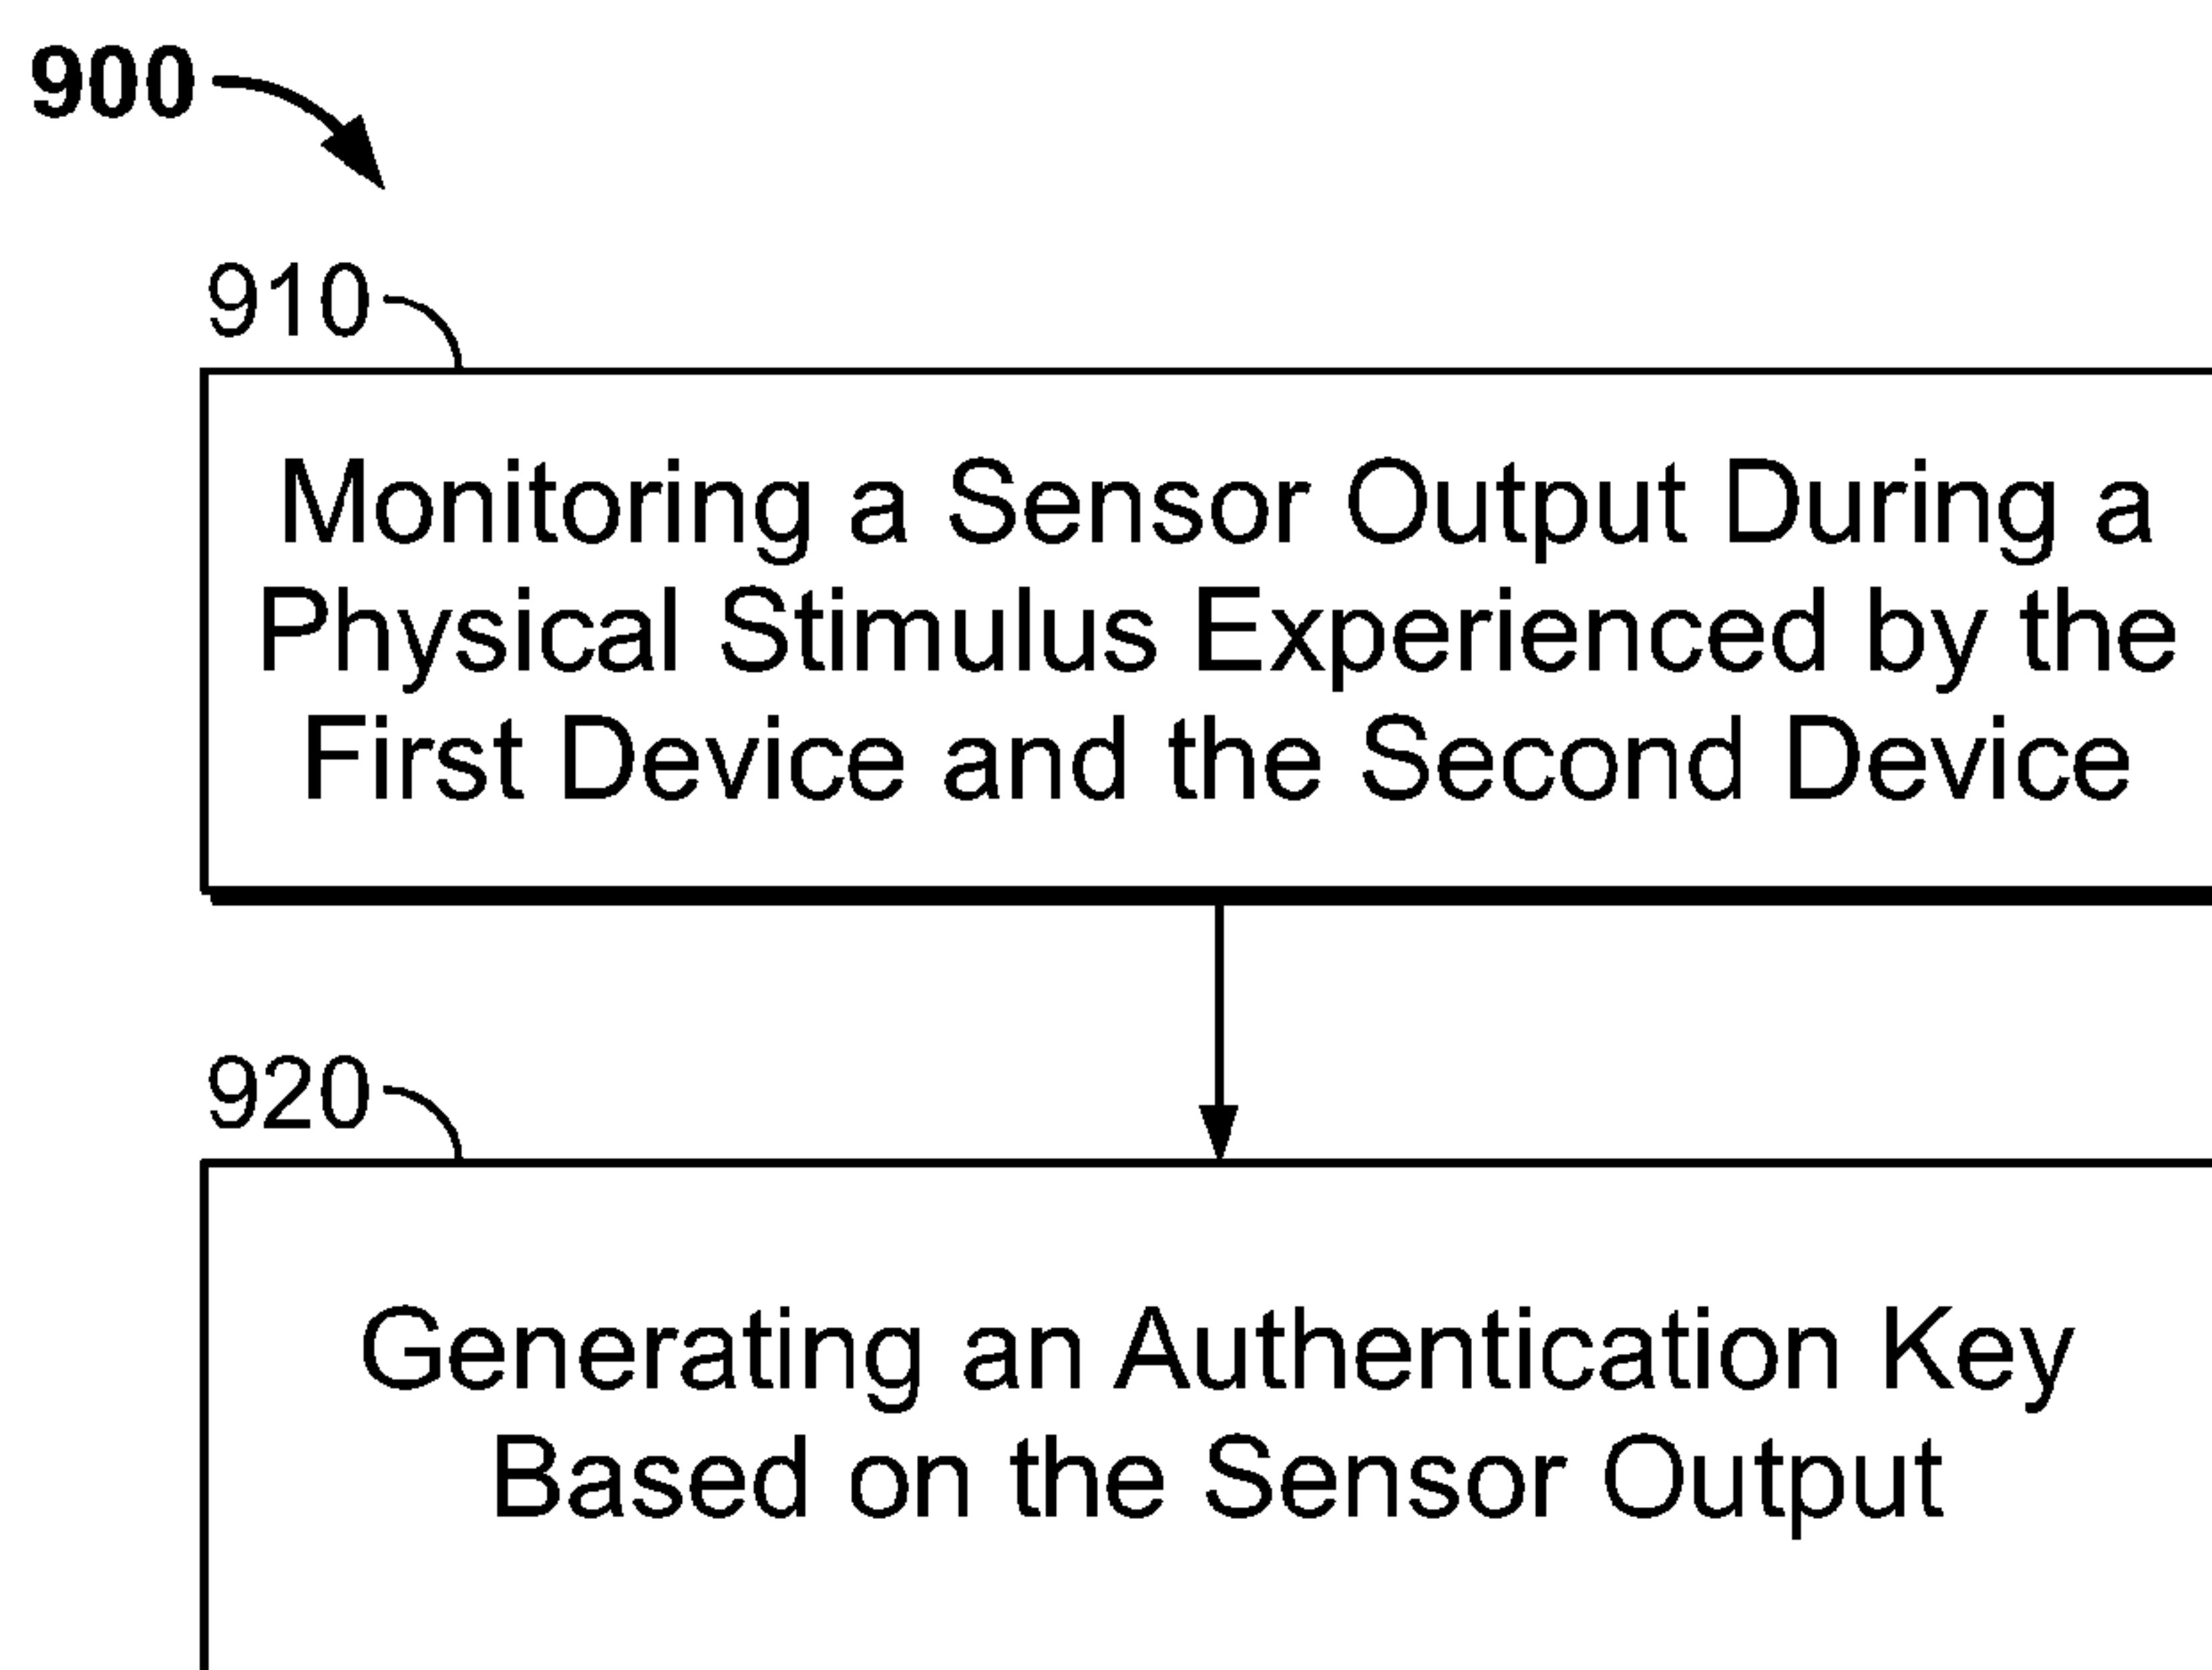 900
910
Monitoring a Sensor Output During a
Physical Stimulus Experienced by the
First Device and the Second Device
920
Generating an Authentication Key
Based on the Sensor Output